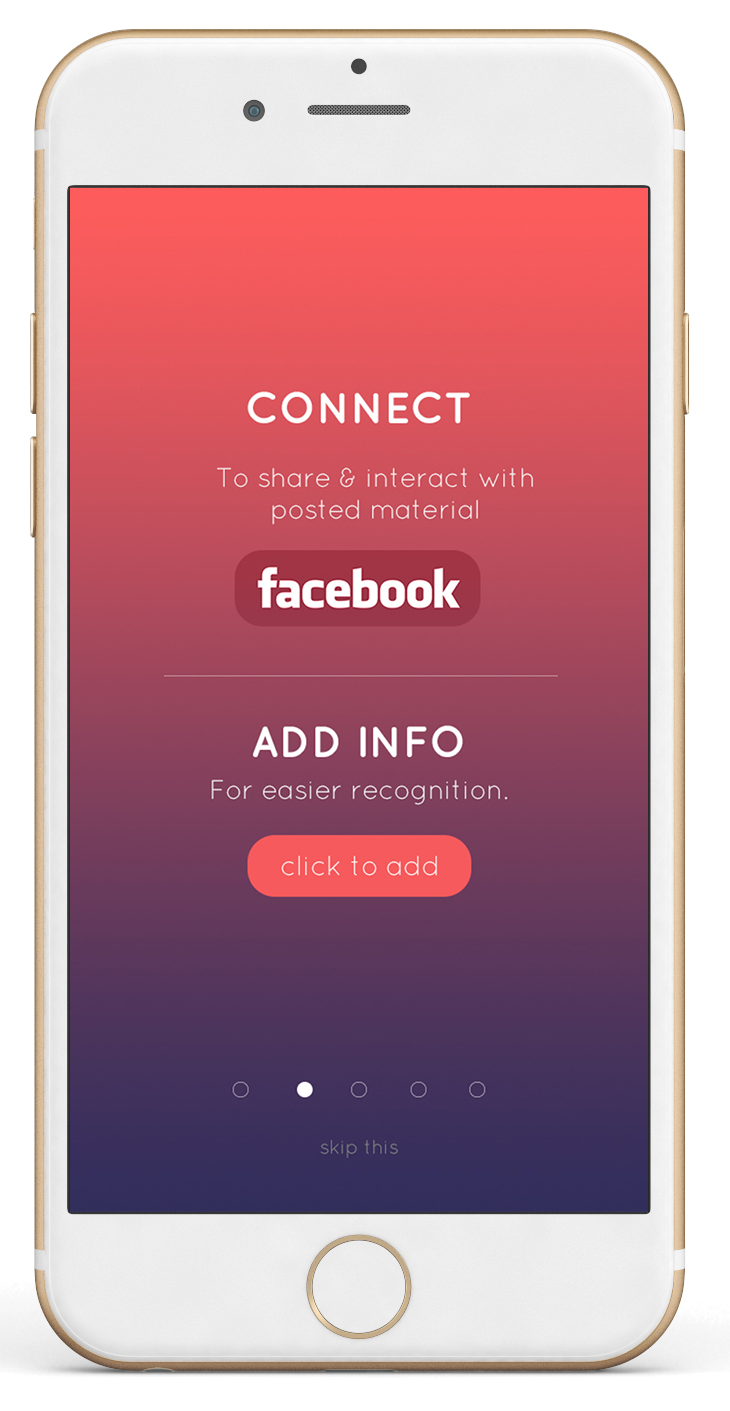 CONNECT
To share & interact with
posted material
facebook
ADD INFO
For easier recognition.
click to add
skip this